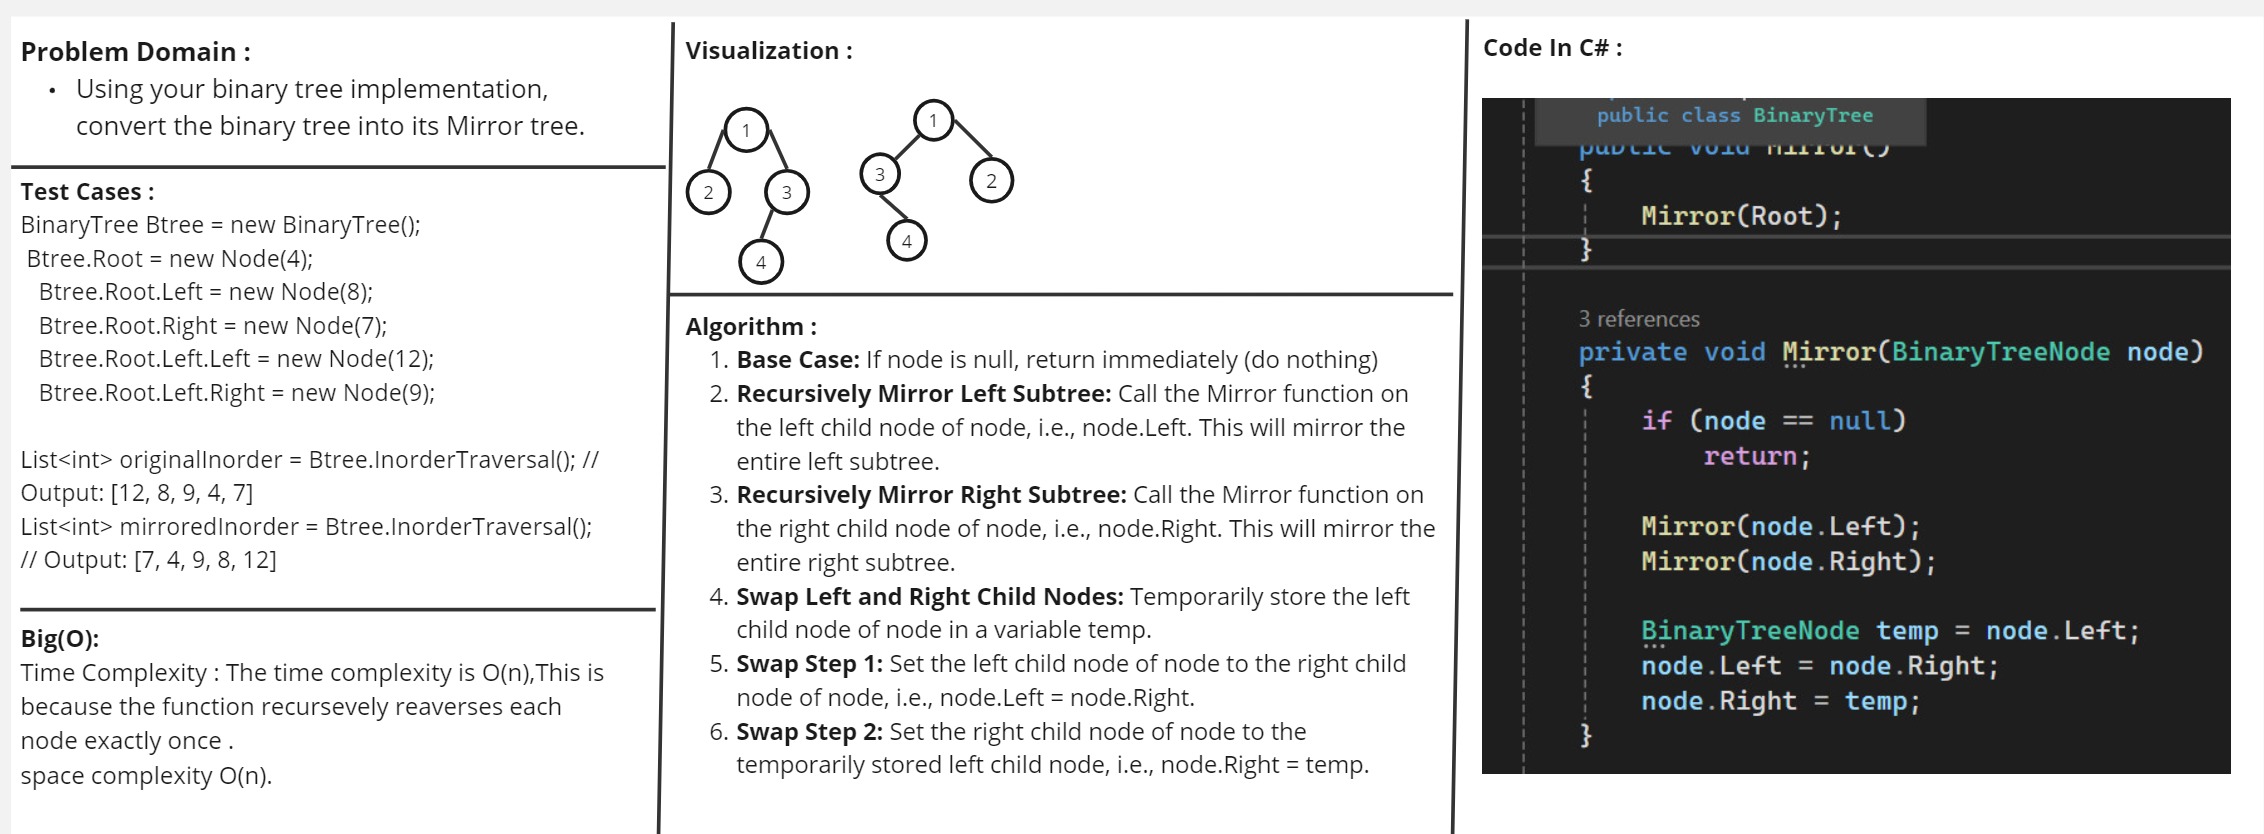 Problem Domain :
• Using your binary tree implementation,
convert the binary tree into its Mirror tree.
Test Cases :
BinaryTree Btree = new BinaryTree();
Btree.Root = new Node(4);
Btree.Root.Left = new Node(8);
Btree.Root.Right = new Node(7);
Btree.Root.Left.Left = new Node(12);
Btree.Root.Left.Right = new Node(9);
List<int> originalInorder = Btree.InorderTraversal(); //
Output: [12, 8, 9, 4, 7]
List<int> mirroredInorder = Btree.InorderTraversal();
// Output: [7, 4, 9, 8, 12]
Big(O):
Time Complexity : The time complexity is O(n),This is
because the function recursevely reaverses each
node exactly once .
space complexity O(n).
Visualization :
1
2
3
4
1
3
2
4
Algorithm :
1. Base Case: If node is null, return immediately (do nothing)
2. Recursively Mirror Left Subtree: Call the Mirror function on
the left child node of node, i.e., node.Left. This will mirror the
entire left subtree.
3. Recursively Mirror Right Subtree: Call the Mirror function on
the right child node of node, i.e., node.Right. This will mirror the
entire right subtree.
4. Swap Left and Right Child Nodes: Temporarily store the left
child node of node in a variable temp.
5. Swap Step 1: Set the left child node of node to the right child
node of node, i.e., node.Left = node.Right.
6. Swap Step 2: Set the right child node of node to the
temporarily stored left child node, i.e., node.Right = temp.
Code In C# :
public class BinaryTree
public void Mirror()
{
Mirror(Root);
}
3 references
private void Mirror(BinaryTreeNode node)
{
if (node == null)
return;
Mirror(node.Left);
Mirror(node.Right);
BinaryTreeNode temp = node.Left;
node.Left = node.Right;
node.Right = temp;
}